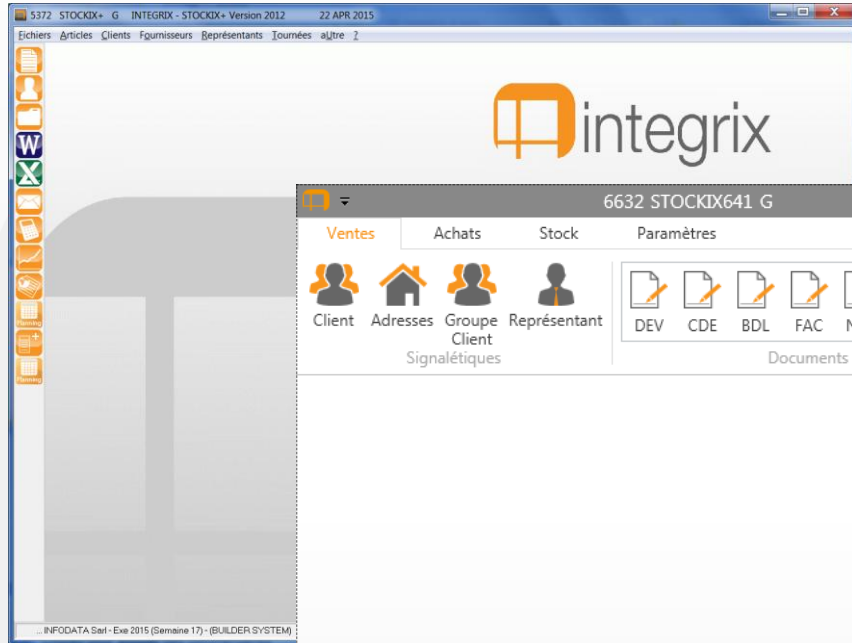 5372 STOCKIX+ G INTEGRIX - STOCKIX+ Version 2012 22 APR 2015
Fichiers Articles Clients Fournisseurs Représentants Tournées aUtre ?
W
X
integrix
6632 STOCKIX641 G
Ventes Achats Stock Paramètres
Client Adresses Groupe Client Représentant
DEV CDE BDL FAC
Signalétiques Documents
Planning
Planning
... INFODATA Sarl - Exe 2015 (Semaine 17) - (BUILDER SYSTEM)